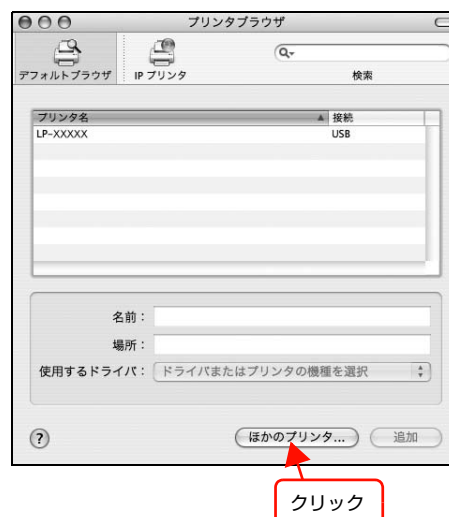 プリンタブラウザ
デフォルトブラウザ
IP プリンタ
検索
プリンタ名
接続
LP-XXXXX
USB
名前：
場所：
使用するドライバ：
ドライバまたはプリンタの機種を選択
?
ほかのプリンタ...
追加
クリック